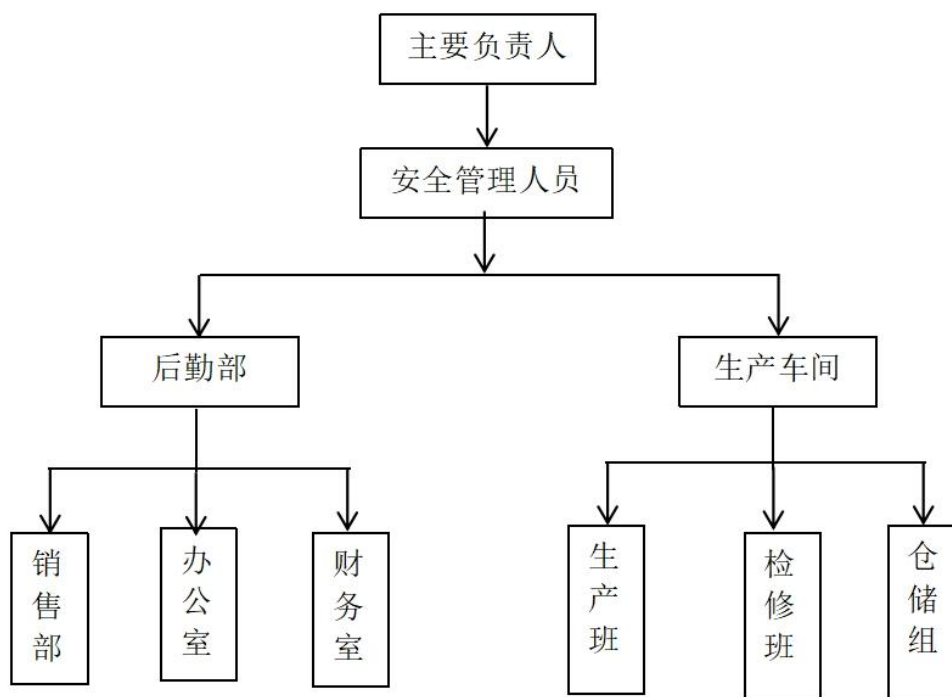 主要负责人
安全管理人员
后勤部
生产车间
销售部
办公室
财务室
生产班
检修班
仓储组